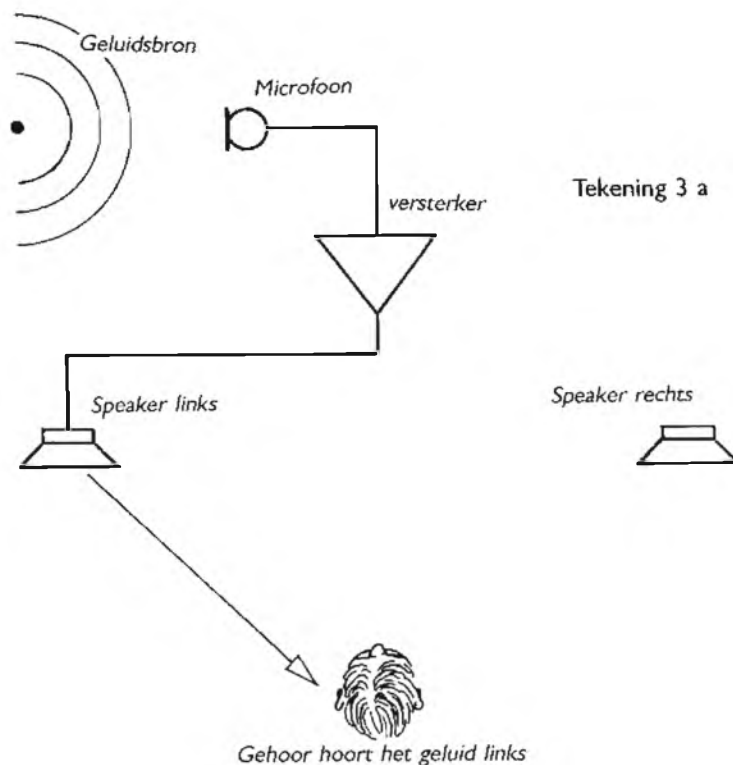 Geluidsbron
Microfoon
Tekening 3 a
versterker
Speaker links
Speaker rechts
Gehoor hoort het geluid links